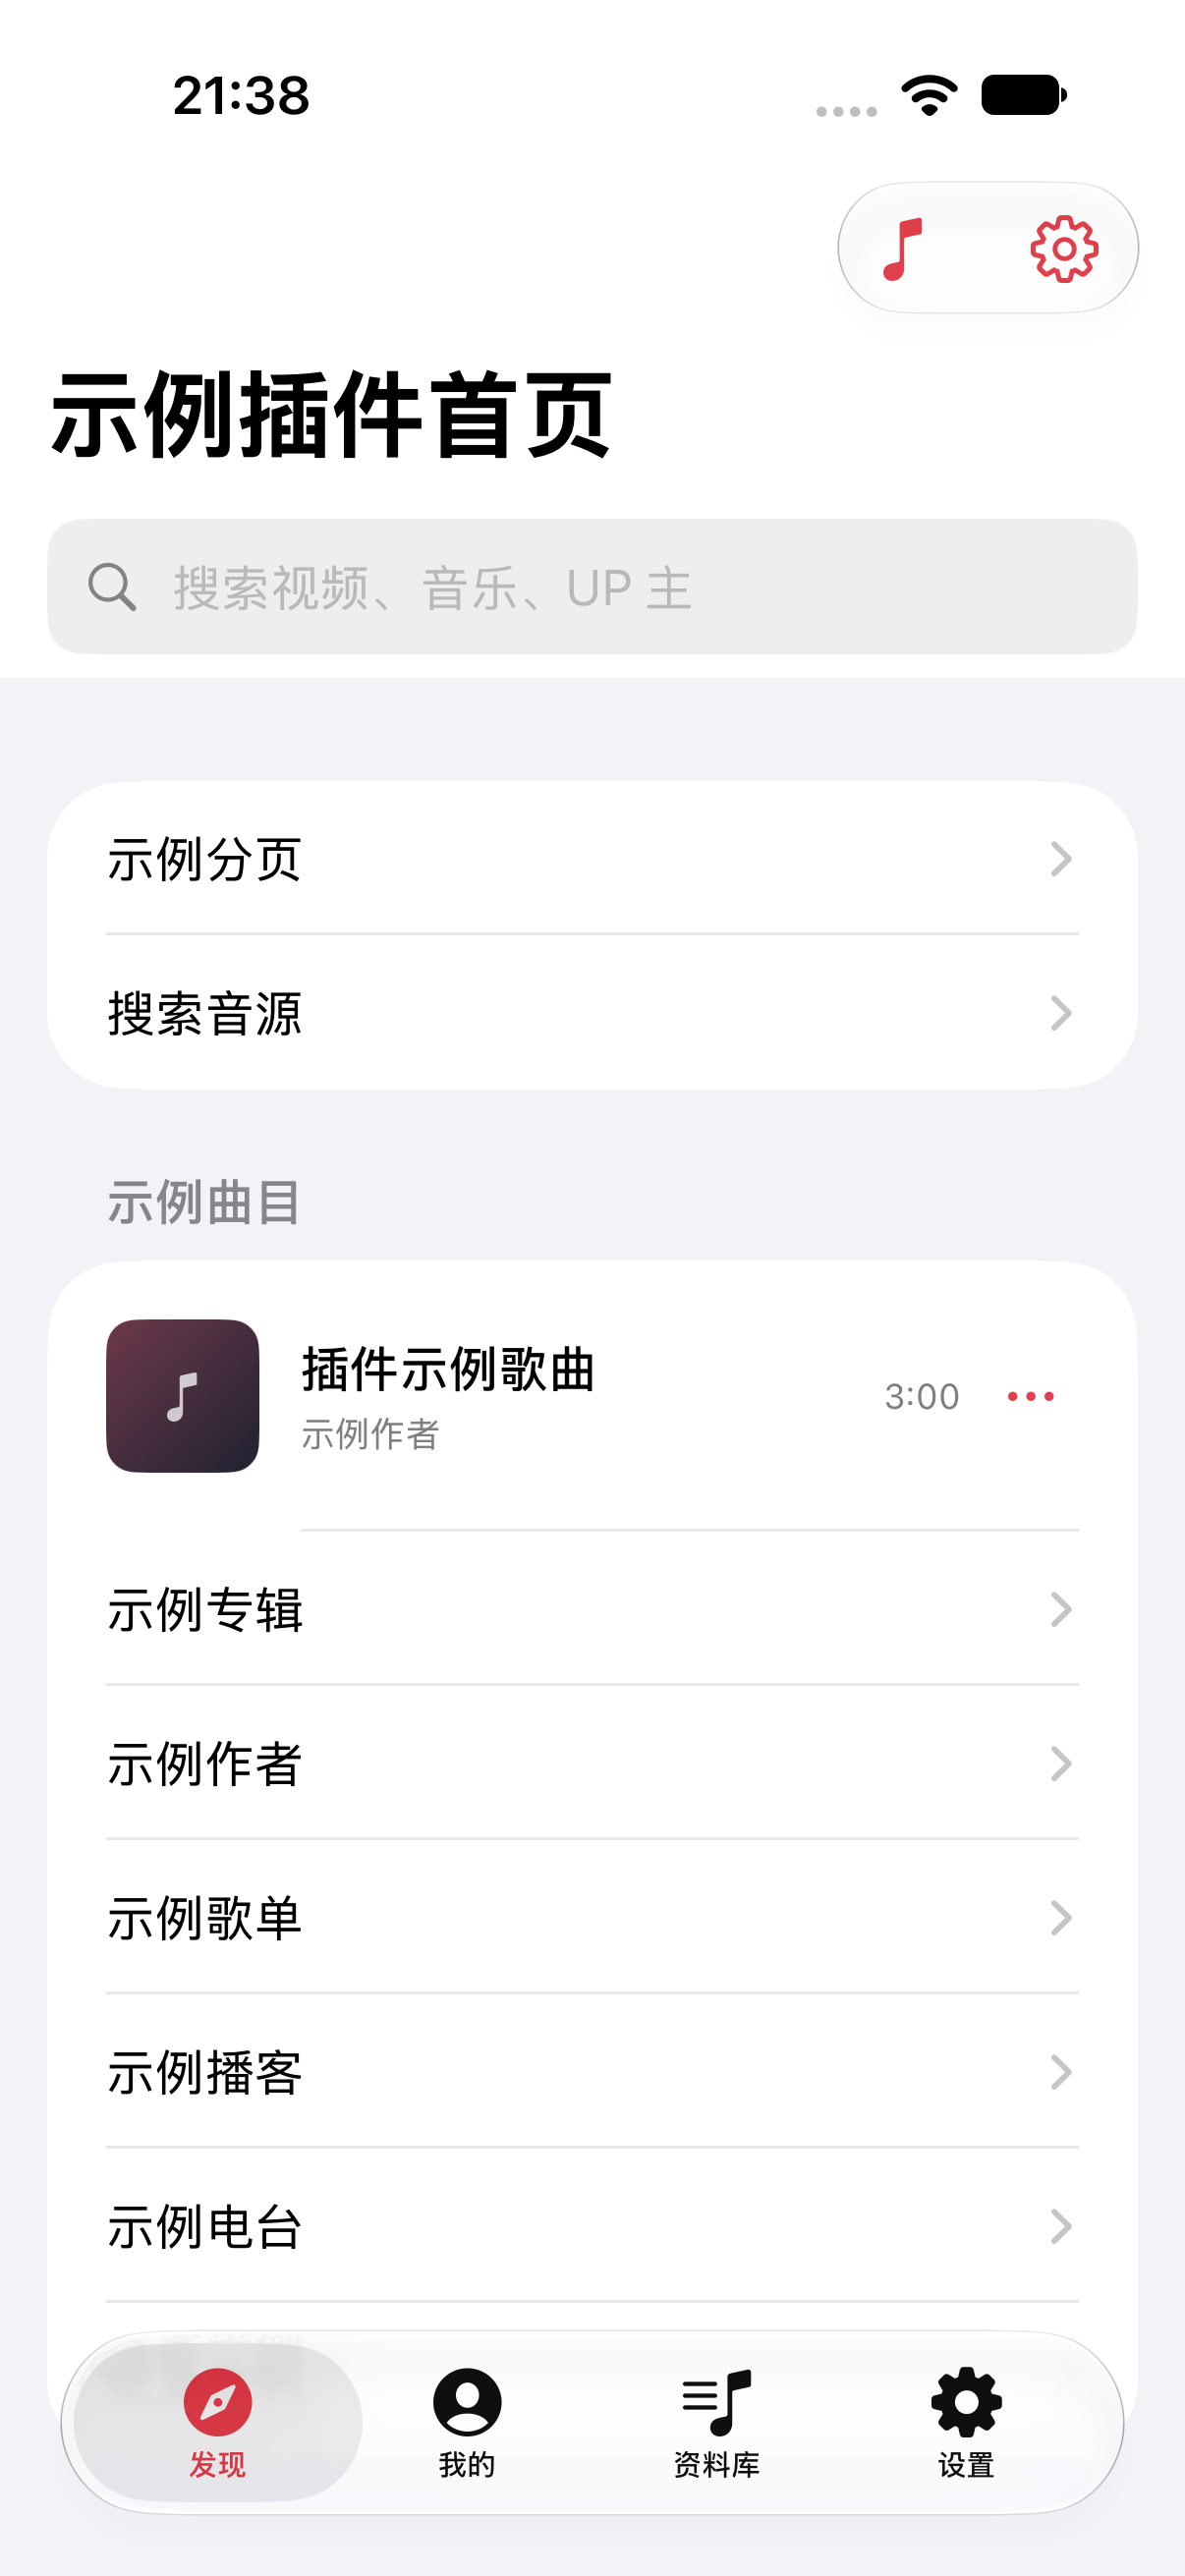 21:38
示例插件首页
搜索视频、音乐、UP 主
示例分页
搜索音源
示例曲目
插件示例歌曲
示例作者
3:00
示例专辑
示例作者
示例歌单
示例播客
示例电台
发现
我的
资料库
设置